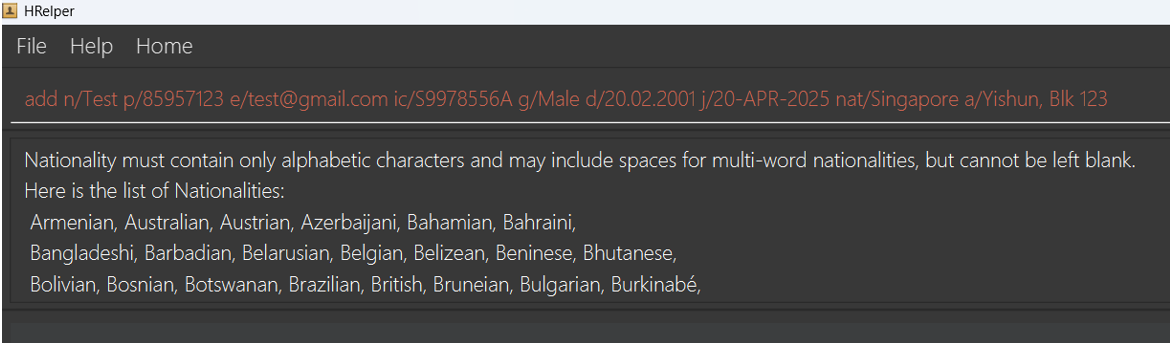 HRelper
File Help Home
add n/Test p/85957123 e/test@gmail.com ic/S9978556A g/Male d/20.02.2001 j/20-APR-2025 nat/Singapore a/Yishun, Blk 123
Nationality must contain only alphabetic characters and may include spaces for multi-word nationalities, but cannot be left blank.
Here is the list of Nationalities:
Armenian, Australian, Austrian, Azerbaijani, Bahamian, Bahraini,
Bangladeshi, Barbadian, Belarusian, Belgian, Belizean, Beninese, Bhutanese,
Bolivian, Bosnian, Botswanan, Brazilian, British, Bruneian, Bulgarian, Burkinabé,